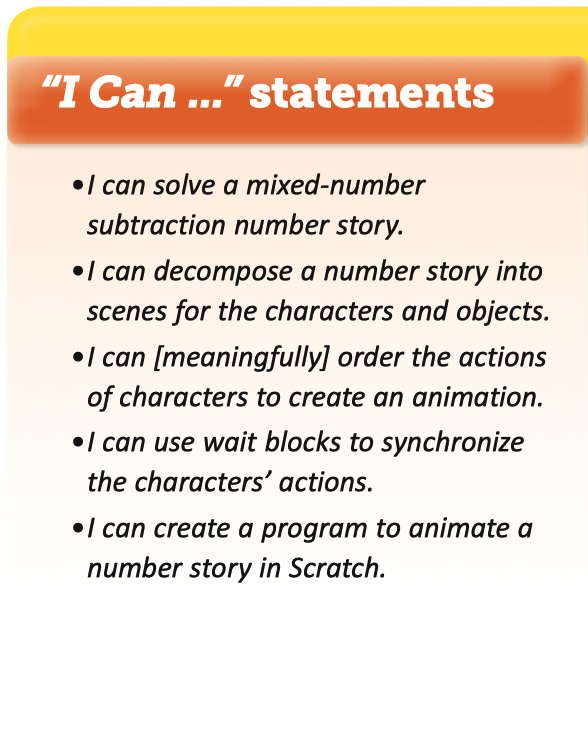 “I Can ...” statements
•I can solve a mixed-number
subtraction number story.
•I can decompose a number story into
scenes for the characters and objects.
•I can [meaningfully] order the actions
of characters to create an animation.
•I can use wait blocks to synchronize
the characters’ actions.
•I can create a program to animate a
number story in Scratch.